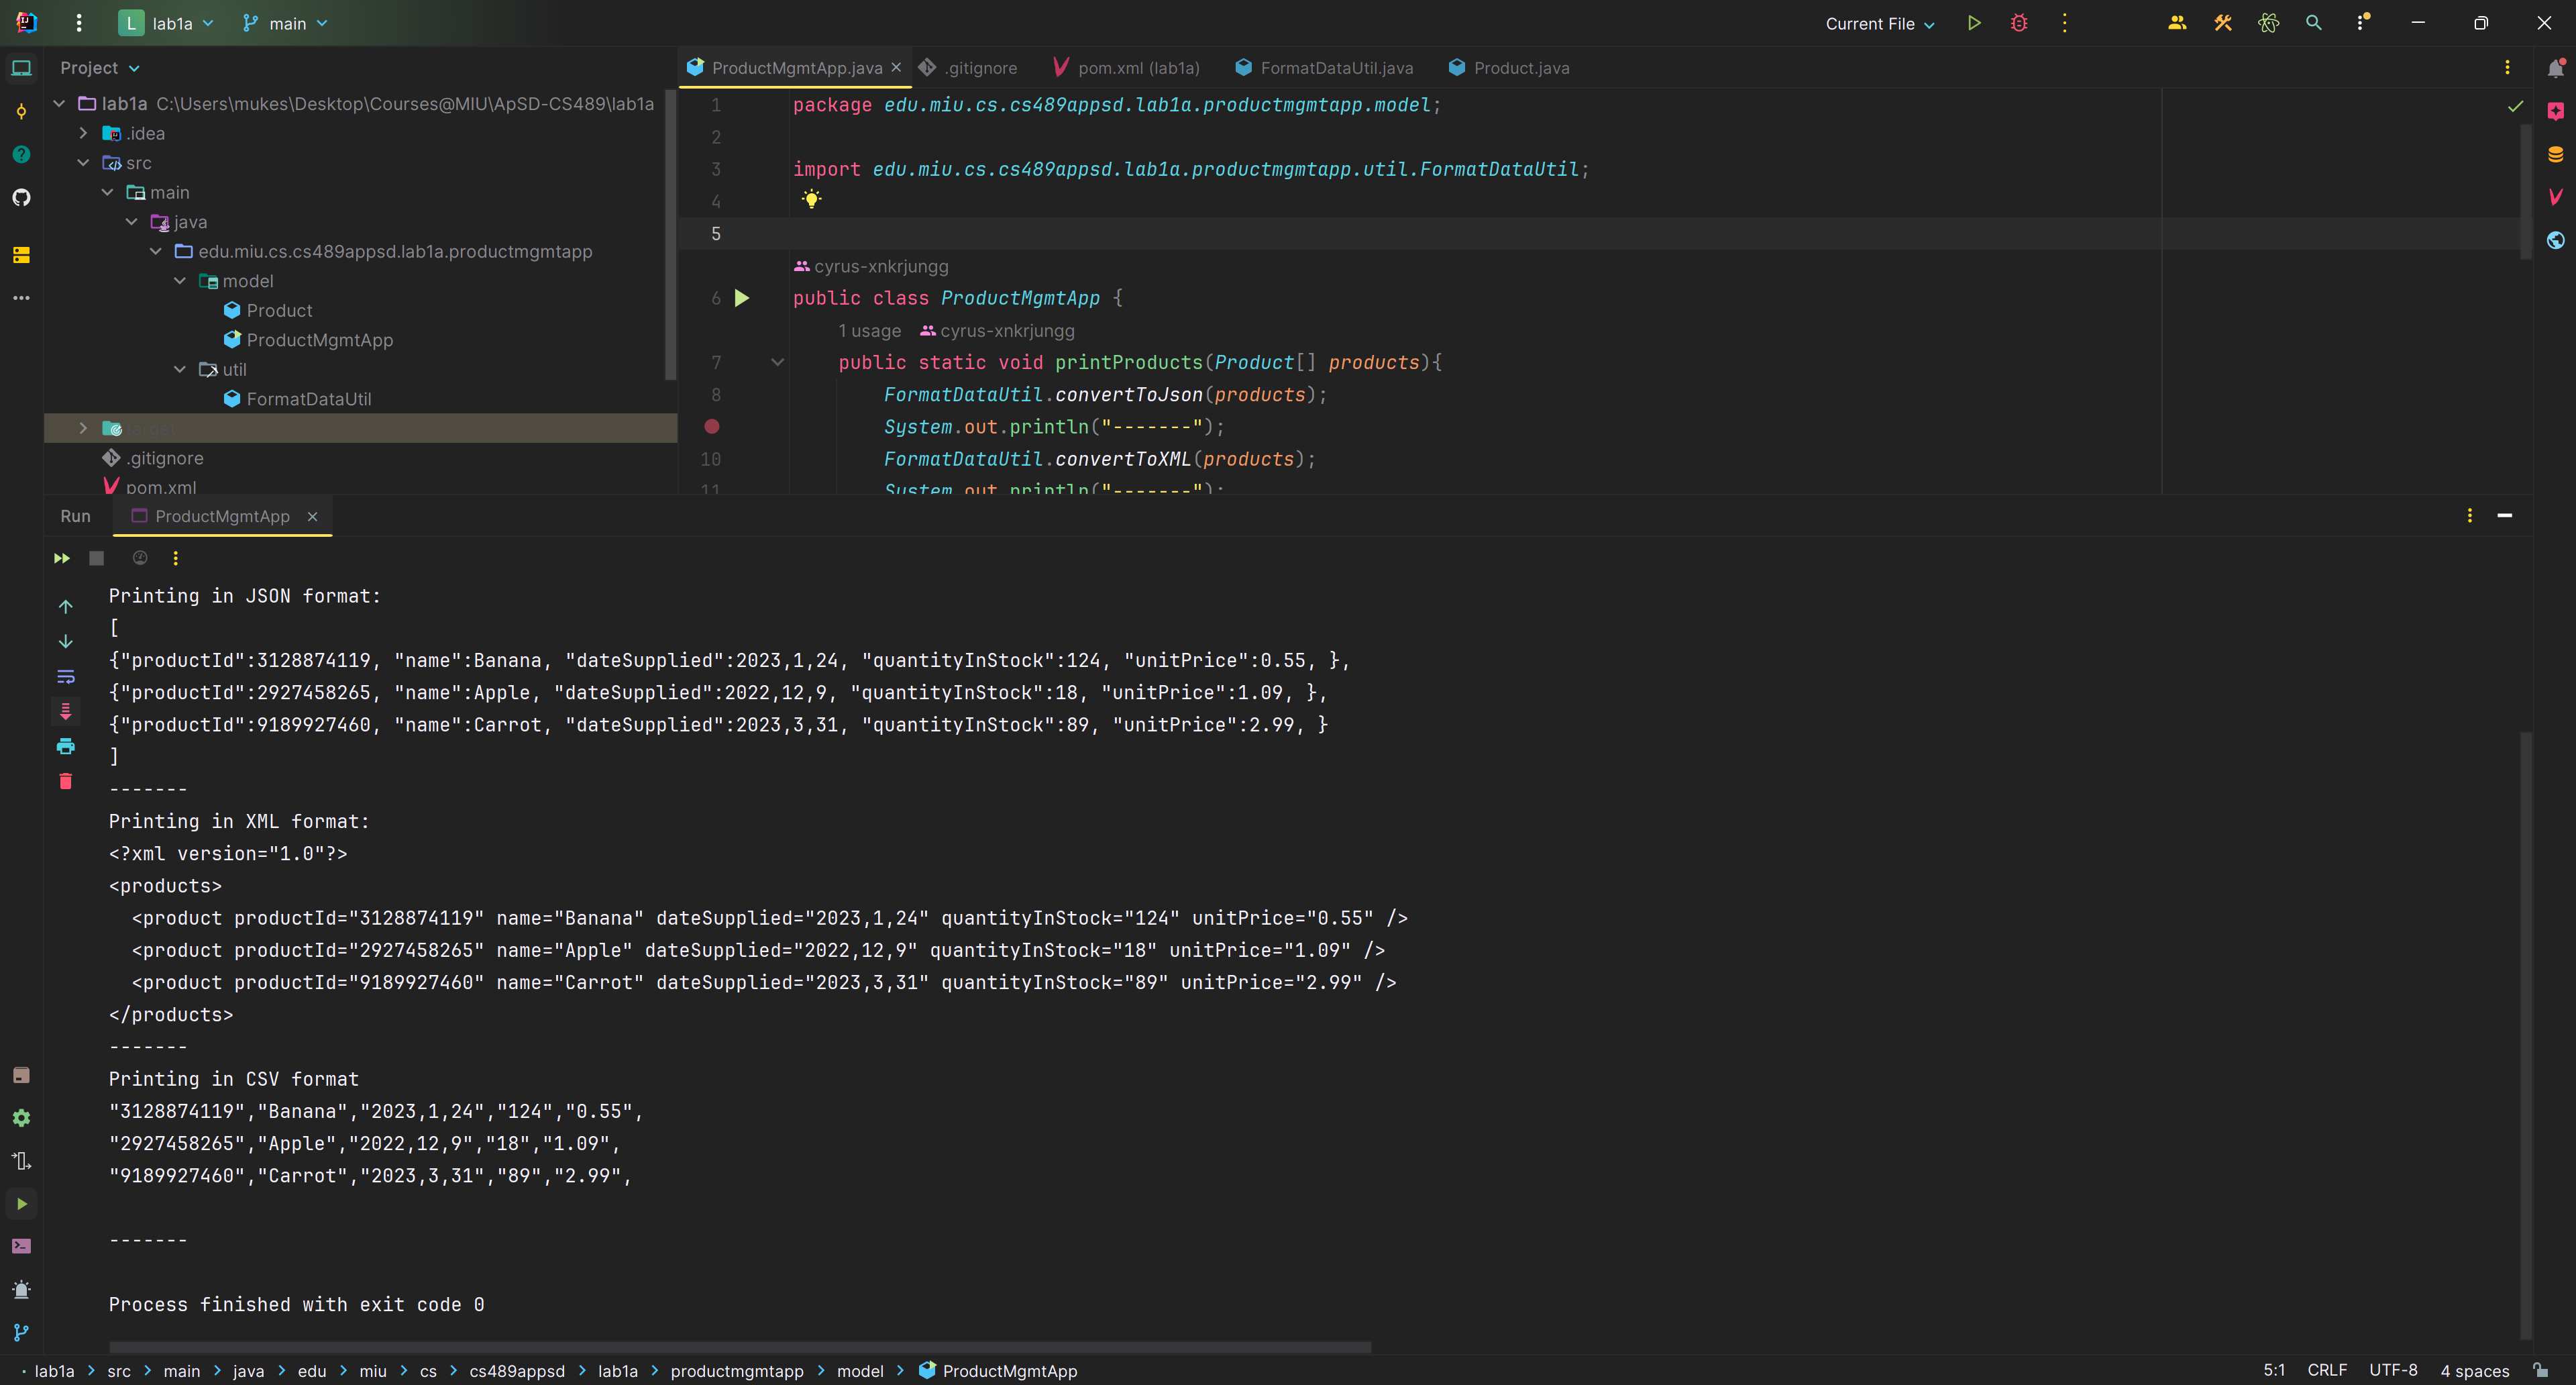 L lab1a main Current File
Project
ProductMgmtApp.java .gitignore pom.xml (lab1a) FormatDataUtil.java Product.java
lab1a C:\Users\mukes\Desktop\Courses@MIU\ApSD-CS489\lab1a
.idea
src
main
java
edu.miu.cs.cs489appsd.lab1a.productmgmtapp
model
Product
ProductMgmtApp
util
FormatDataUtil
target
.gitignore
pom.xml
1 package edu.miu.cs.cs489appsd.lab1a.productmgmtapp.model;
2
3 import edu.miu.cs.cs489appsd.lab1a.productmgmtapp.util.FormatDataUtil;
4
5
cyrus-xnkrjungg
6 public class ProductMgmtApp {
1 usage cyrus-xnkrjungg
7 public static void printProducts(Product[] products){
8 FormatDataUtil.convertToJson(products);
System.out.println("-------");
10 FormatDataUtil.convertToXML(products);
11 System.out.println("-------");
Run ProductMgmtApp
Printing in JSON format:
[
{"productId":3128874119, "name":Banana, "dateSupplied":2023,1,24, "quantityInStock":124, "unitPrice":0.55, },
{"productId":2927458265, "name":Apple, "dateSupplied":2022,12,9, "quantityInStock":18, "unitPrice":1.09, },
{"productId":9189927460, "name":Carrot, "dateSupplied":2023,3,31, "quantityInStock":89, "unitPrice":2.99, }
]
-------
Printing in XML format:
<?xml version="1.0"?>
<products>
<product productId="3128874119" name="Banana" dateSupplied="2023,1,24" quantityInStock="124" unitPrice="0.55" />
<product productId="2927458265" name="Apple" dateSupplied="2022,12,9" quantityInStock="18" unitPrice="1.09" />
<product productId="9189927460" name="Carrot" dateSupplied="2023,3,31" quantityInStock="89" unitPrice="2.99" />
</products>
-------
Printing in CSV format
"3128874119","Banana","2023,1,24","124","0.55",
"2927458265","Apple","2022,12,9","18","1.09",
"9189927460","Carrot","2023,3,31","89","2.99",
-------
Process finished with exit code 0
lab1a > src > main > java > edu > miu > cs > cs489appsd > lab1a > productmgmtapp > model > ProductMgmtApp 5:1 CRLF UTF-8 4 spaces